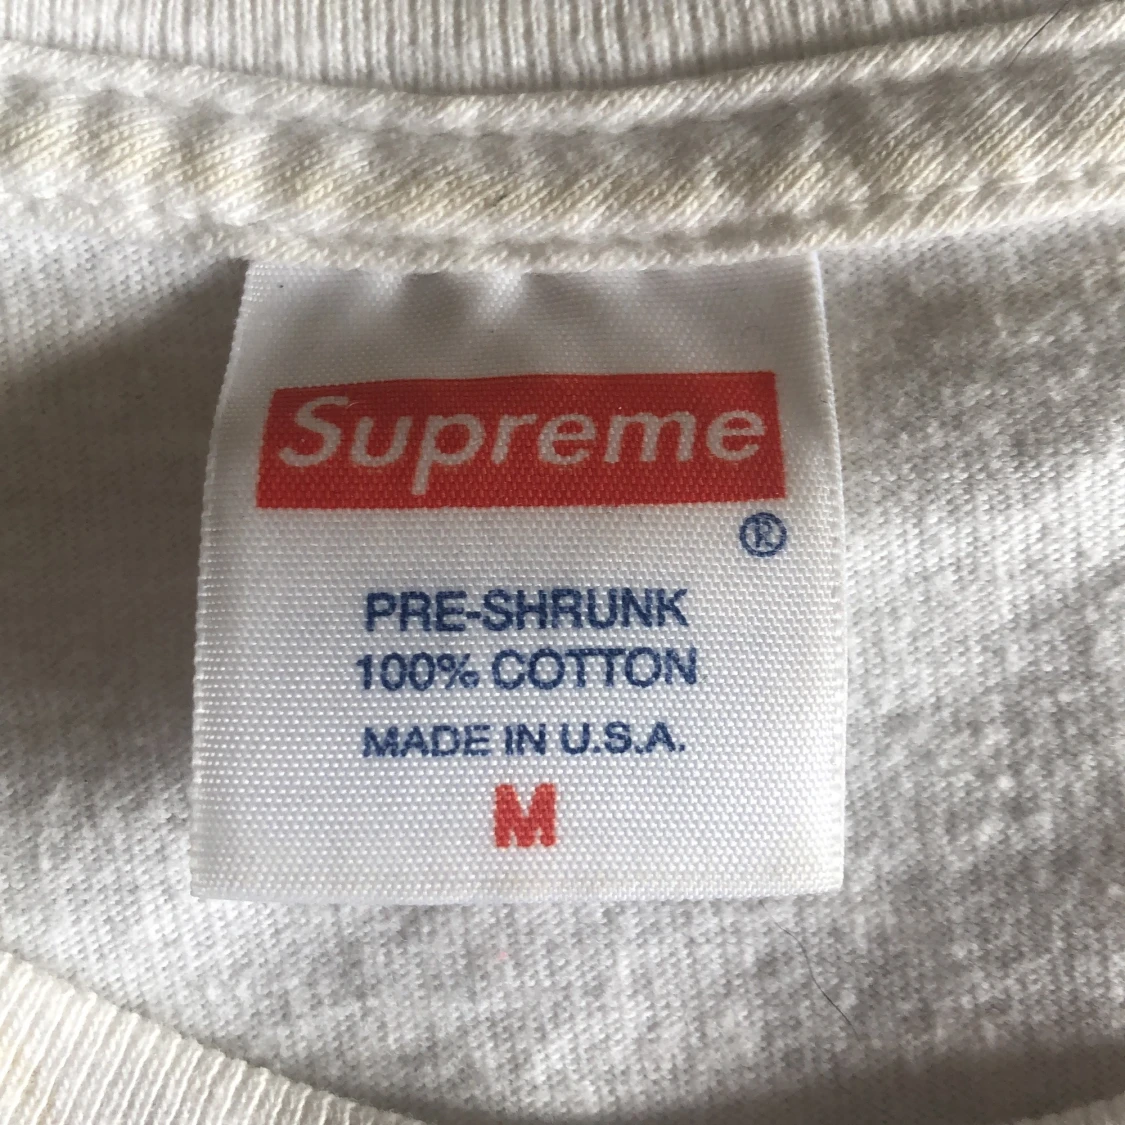 Supreme
®
PRE-SHRUNK
100% COTTON
MADE IN U.S.A.
M